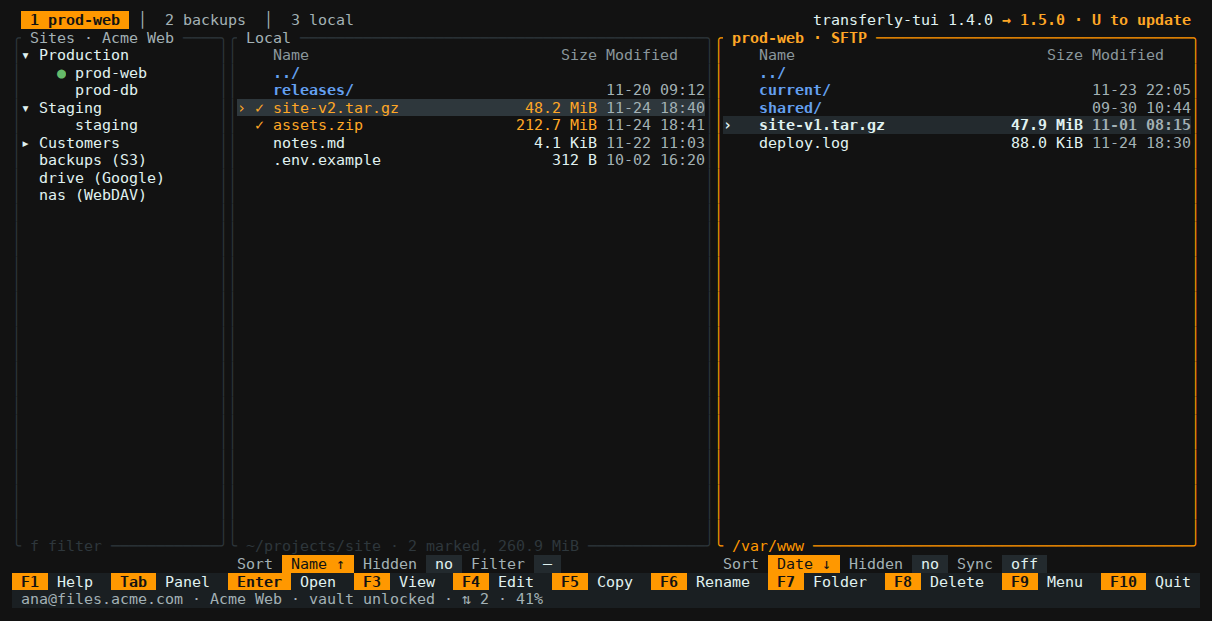 1 prod-web │ 2 backups │ 3 local transferly-tui 1.4.0 → 1.5.0 · U to update
Sites · Acme Web Local prod-web · SFTP
▾ Production Name Size Modified Name Size Modified
● prod-web ../ ../
prod-db releases/ 11-20 09:12 current/ 11-23 22:05
▾ Staging › ✓ site-v2.tar.gz 48.2 MiB 11-24 18:40 shared/ 09-30 10:44
staging ✓ assets.zip 212.7 MiB 11-24 18:41 › site-v1.tar.gz 47.9 MiB 11-01 08:15
▸ Customers notes.md 4.1 KiB 11-22 11:03 deploy.log 88.0 KiB 11-24 18:30
backups (S3) .env.example 312 B 10-02 16:20
drive (Google)
nas (WebDAV)
f filter ~/projects/site · 2 marked, 260.9 MiB /var/www
Sort Name ↑ Hidden no Filter — Sort Date ↓ Hidden no Sync off
F1 Help Tab Panel Enter Open F3 View F4 Edit F5 Copy F6 Rename F7 Folder F8 Delete F9 Menu F10 Quit
ana@files.acme.com · Acme Web · vault unlocked · ⇅ 2 · 41%